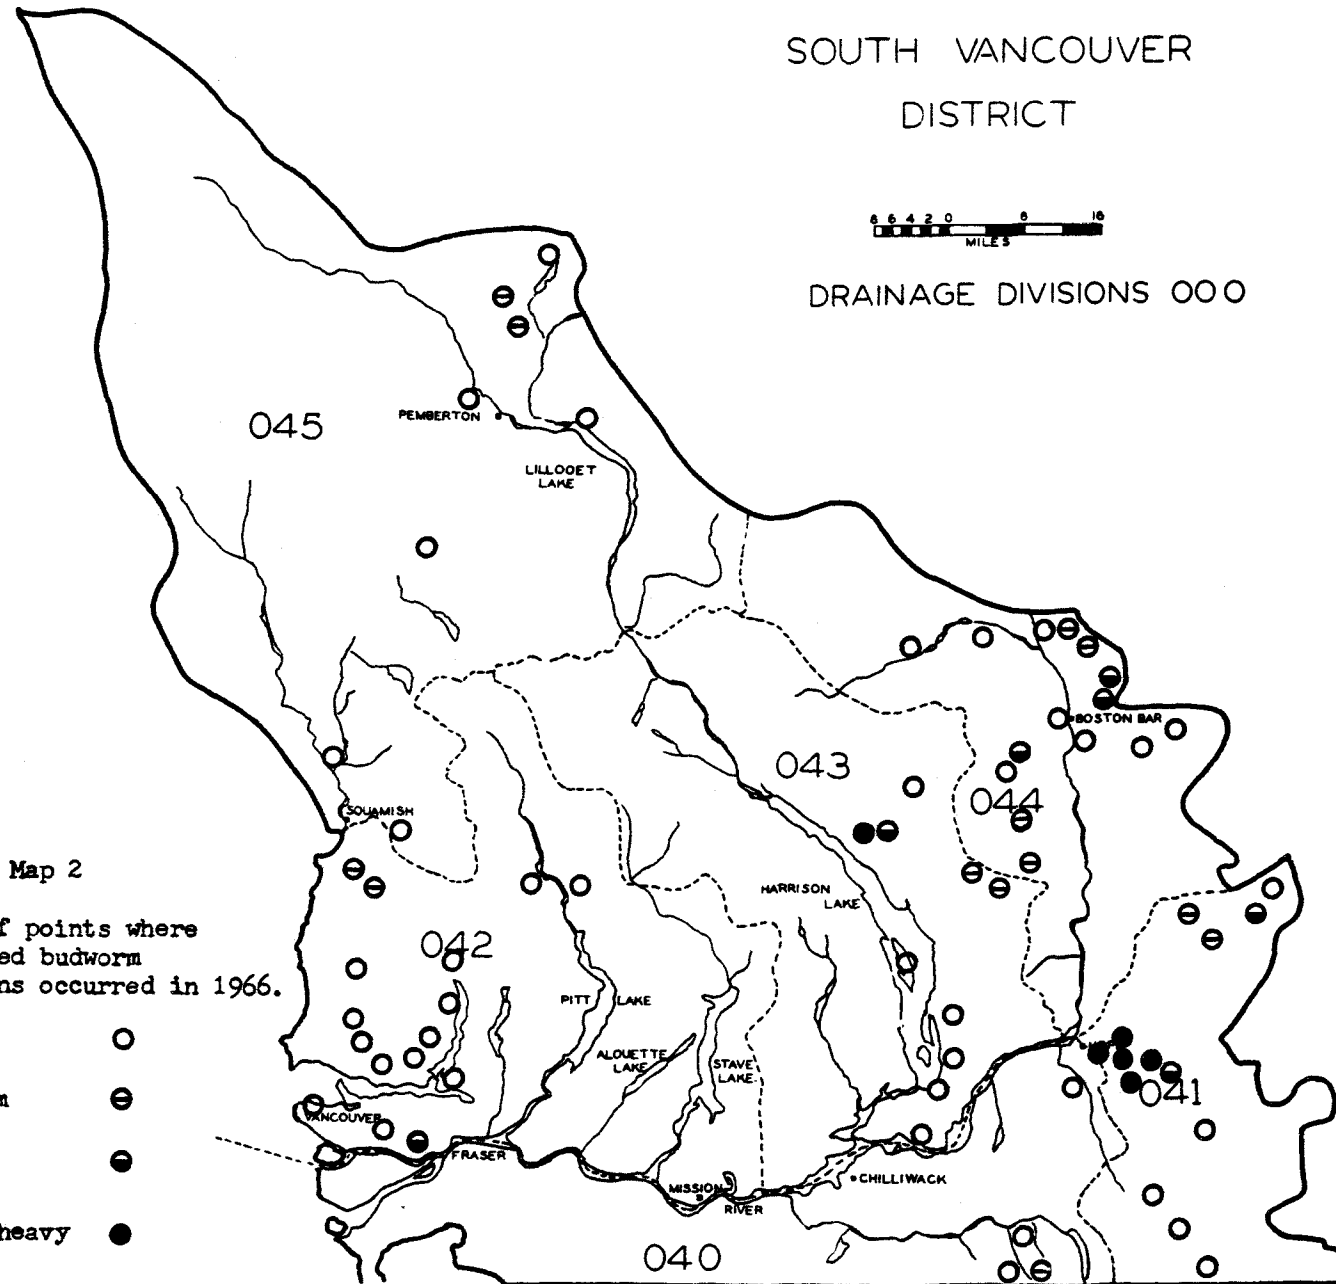 SOUTH VANCOUVER
DISTRICT
8 6 4 2 0 8 16
MILES
DRAINAGE DIVISIONS 000
045
PEMBERTON
LILLOOET
LAKE
BOSTON BAR
043
044
SQUAMISH
Map 2
HARRISON
LAKE
points where
budworm
occurred in 1966.
042
PITT LAKE
ALOUETTE
LAKE
STAVE
LAKE
041
VANCOUVER
FRASER
CHILLIWACK
MISSION
RIVER
heavy
040